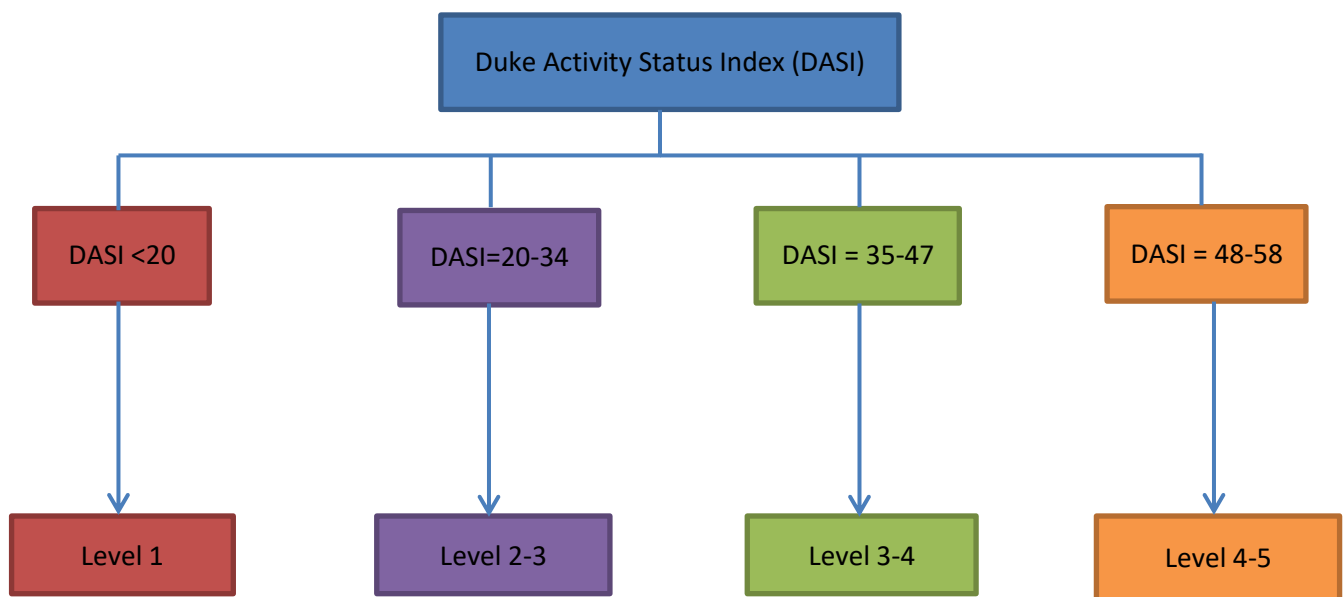 Duke Activity Status Index (DASI)
DASI <20
DASI=20-34
DASI = 35-47
DASI = 48-58
Level 1
Level 2-3
Level 3-4
Level 4-5